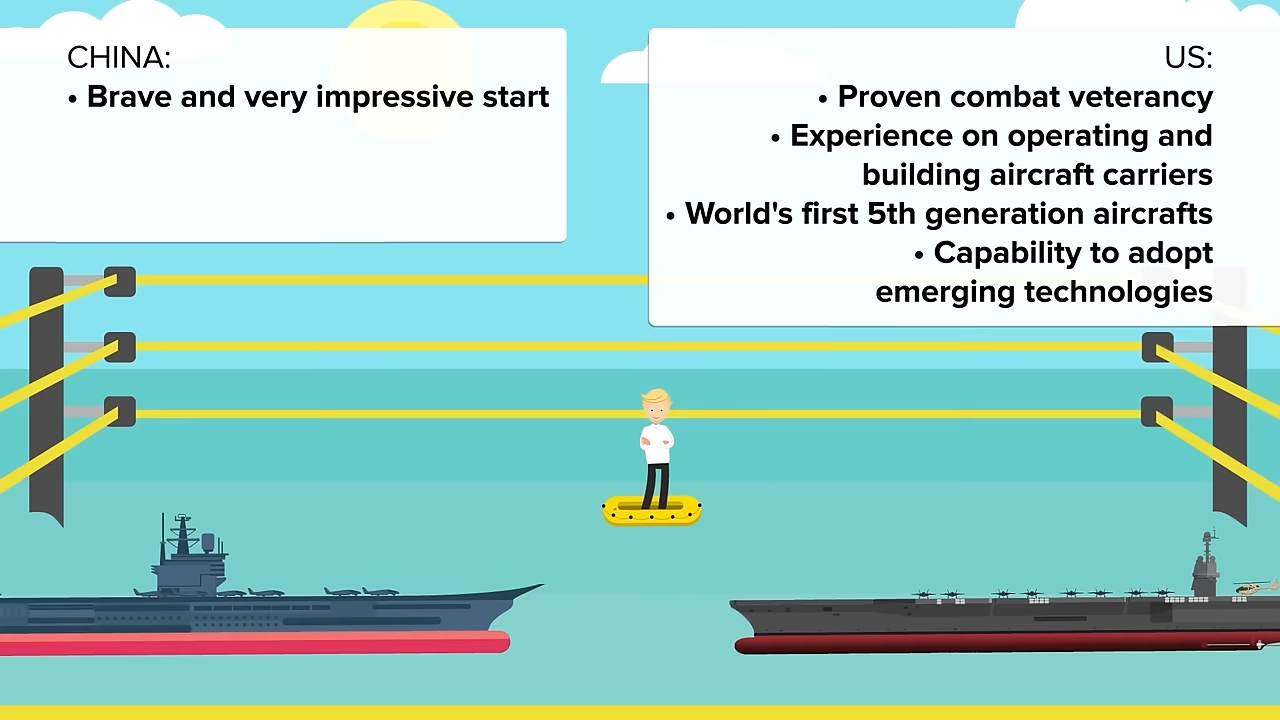 CHINA:
• Brave and very impressive start
US:
• Proven combat veterancy
• Experience on operating and
building aircraft carriers
• World's first 5th generation aircrafts
• Capability to adopt
emerging technologies